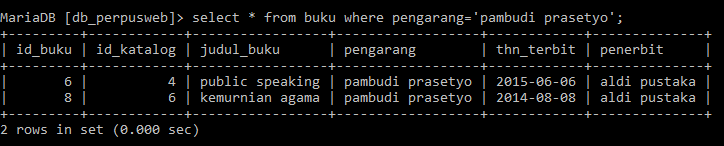 MariaDB [db_perpusweb]> select * from buku where pengarang='pambudi prasetyo';
+---------+------------+-----------------+------------------+------------+--------------+
| id_buku | id_katalog | judul_buku      | pengarang        | thn_terbit | penerbit     |
+---------+------------+-----------------+------------------+------------+--------------+
|       6 |          4 | public speaking | pambudi prasetyo | 2015-06-06 | aldi pustaka |
|       8 |          6 | kemurnian agama | pambudi prasetyo | 2014-08-08 | aldi pustaka |
+---------+------------+-----------------+------------------+------------+--------------+
2 rows in set (0.000 sec)